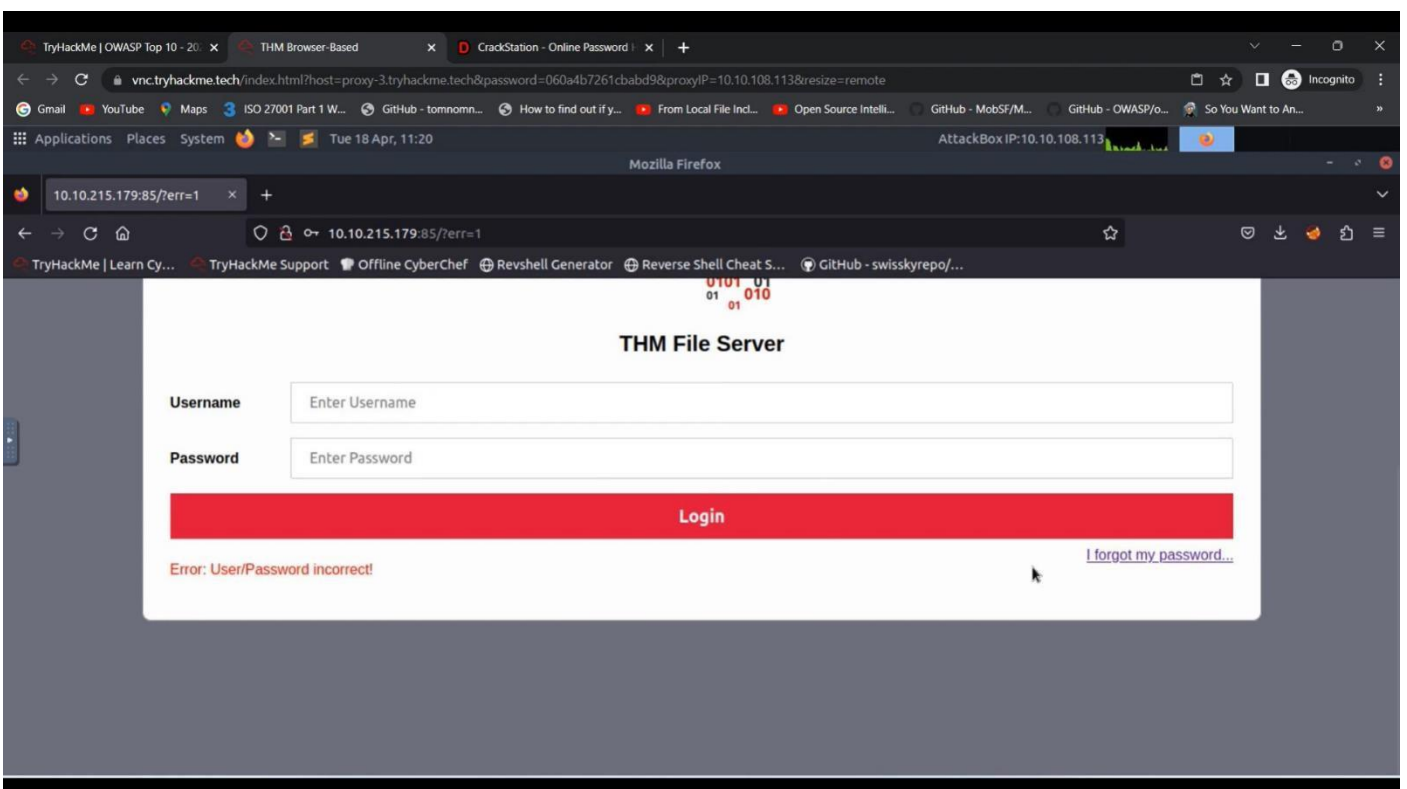 TryHackMe | OWASP Top 10 - 20 THM Browser-Based CrackStation - Online Password H
vnc.tryhackme.tech/index.html?host=proxy-3.tryhackme.tech&password=060a4b7261cbabd9&proxyIP=10.10.108.113&resize=remote Incognito
Gmail YouTube Maps ISO 27001 Part 1 W... GitHub - tomnomn... How to find out if y... From Local File Incl... Open Source Intelli... GitHub - MobSF/M... GitHub - OWASP/o... So You Want to An... »
Applications Places System Tue 18 Apr, 11:20 AttackBox IP:10.10.108.113
Mozilla Firefox
10.10.215.179:85/?err=1
10.10.215.179:85/?err=1
TryHackMe | Learn Cy... TryHackMe Support Offline CyberChef Revshell Generator Reverse Shell Cheat S... GitHub - swisskyrepo/...
0101 01
01 010
01
THM File Server
Username Enter Username
Password Enter Password
Login
I forgot my password...
Error: User/Password incorrect!